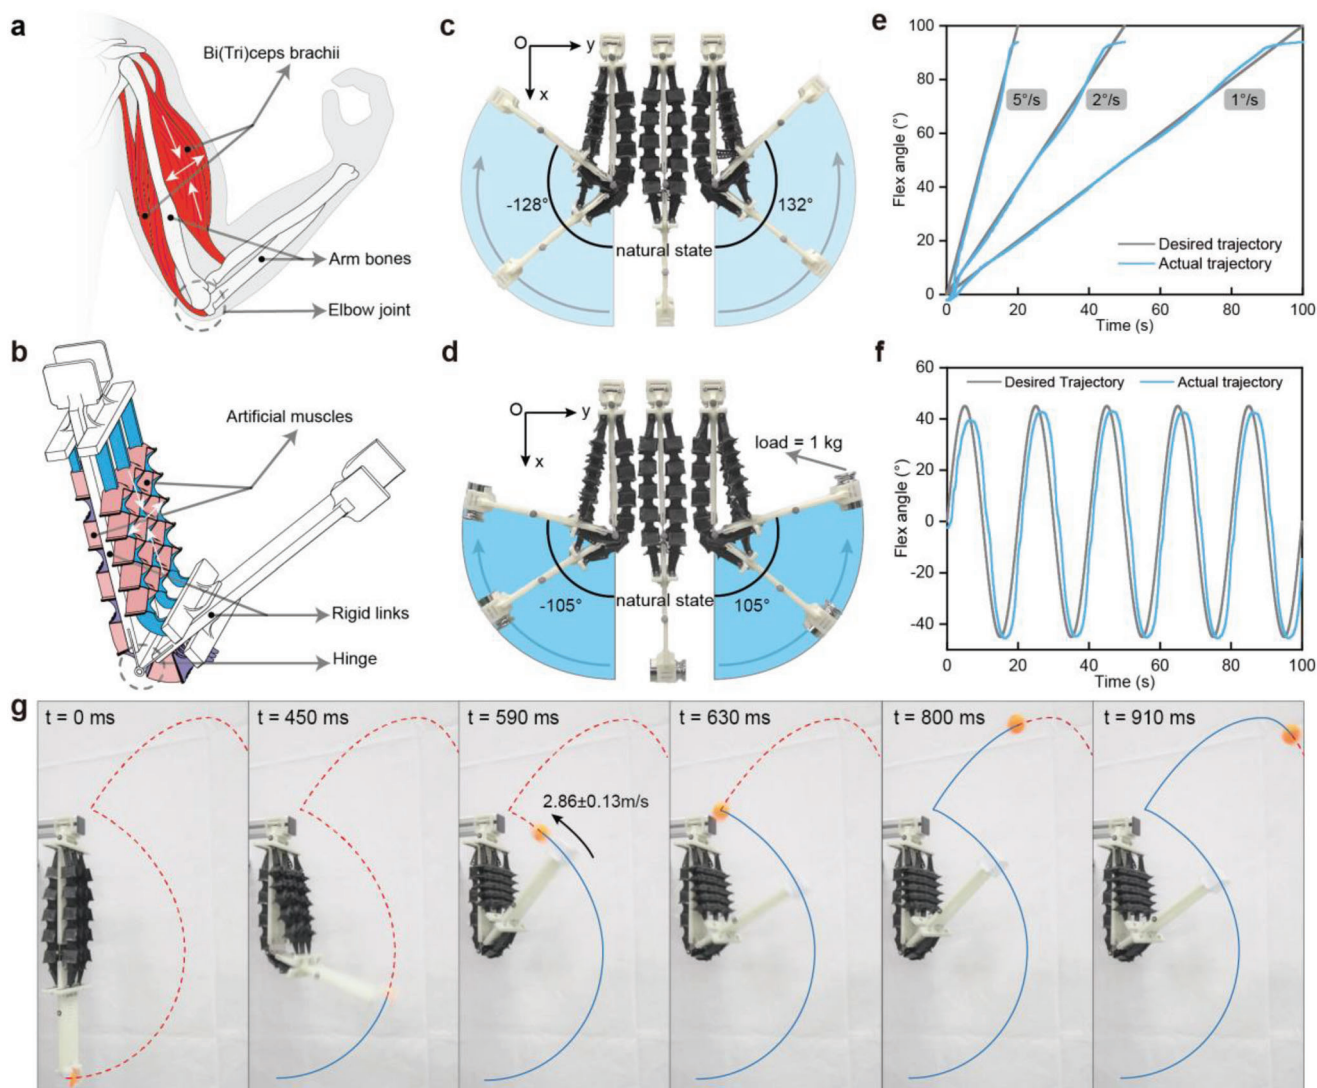 a
Bi(Tri)ceps brachii
Arm bones
Elbow joint
b
Artificial muscles
Rigid links
Hinge
c
O
y
x
-128°
natural state
132°
d
O
y
x
load = 1 kg
-105°
natural state
105°
e
100
80
60
40
20
0
Flex angle (°)
5°/s
2°/s
1°/s
Desired trajectory
Actual trajectory
0 20 40 60 80 100
Time (s)
f
60
40
20
0
-20
-40
Flex angle (°)
Desired Trajectory
Actual trajectory
0 20 40 60 80 100
Time (s)
g
t = 0 ms
t = 450 ms
t = 590 ms
t = 630 ms
t = 800 ms
t = 910 ms
2.86±0.13m/s